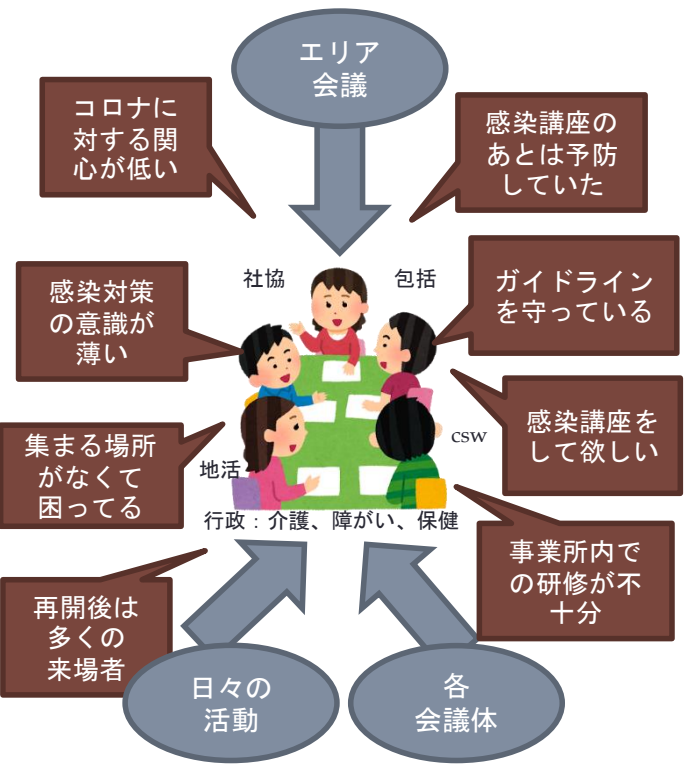 エリア
会議
コロナに
対する関
心が低い
感染講座の
あとは予防
していた
社協
包括
感染対策
の意識が
薄い
ガイドライン
を守っている
集まる場所
がなくて
困ってる
地活
csw
感染講座を
して欲しい
行政：介護、障がい、保健
再開後は
多くの
来場者
事業所内で
の研修が不
十分
日々の
活動
各
会議体